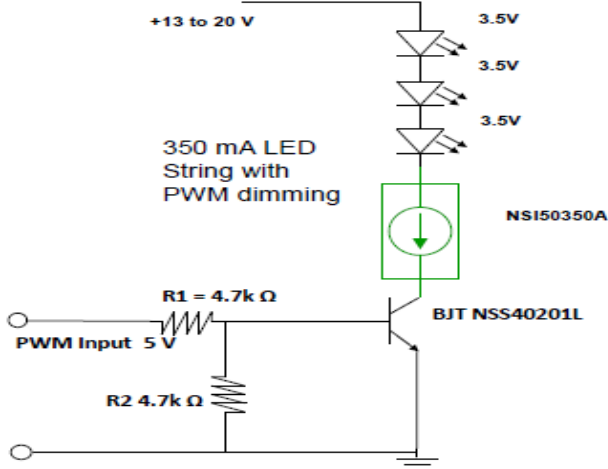 +13 to 20 V
3.5V
3.5V
3.5V
350 mA LED
String with
PWM dimming
NSI50350A
R1 = 4.7k Ω
BJT NSS40201L
PWM Input 5 V
R2 4.7k Ω